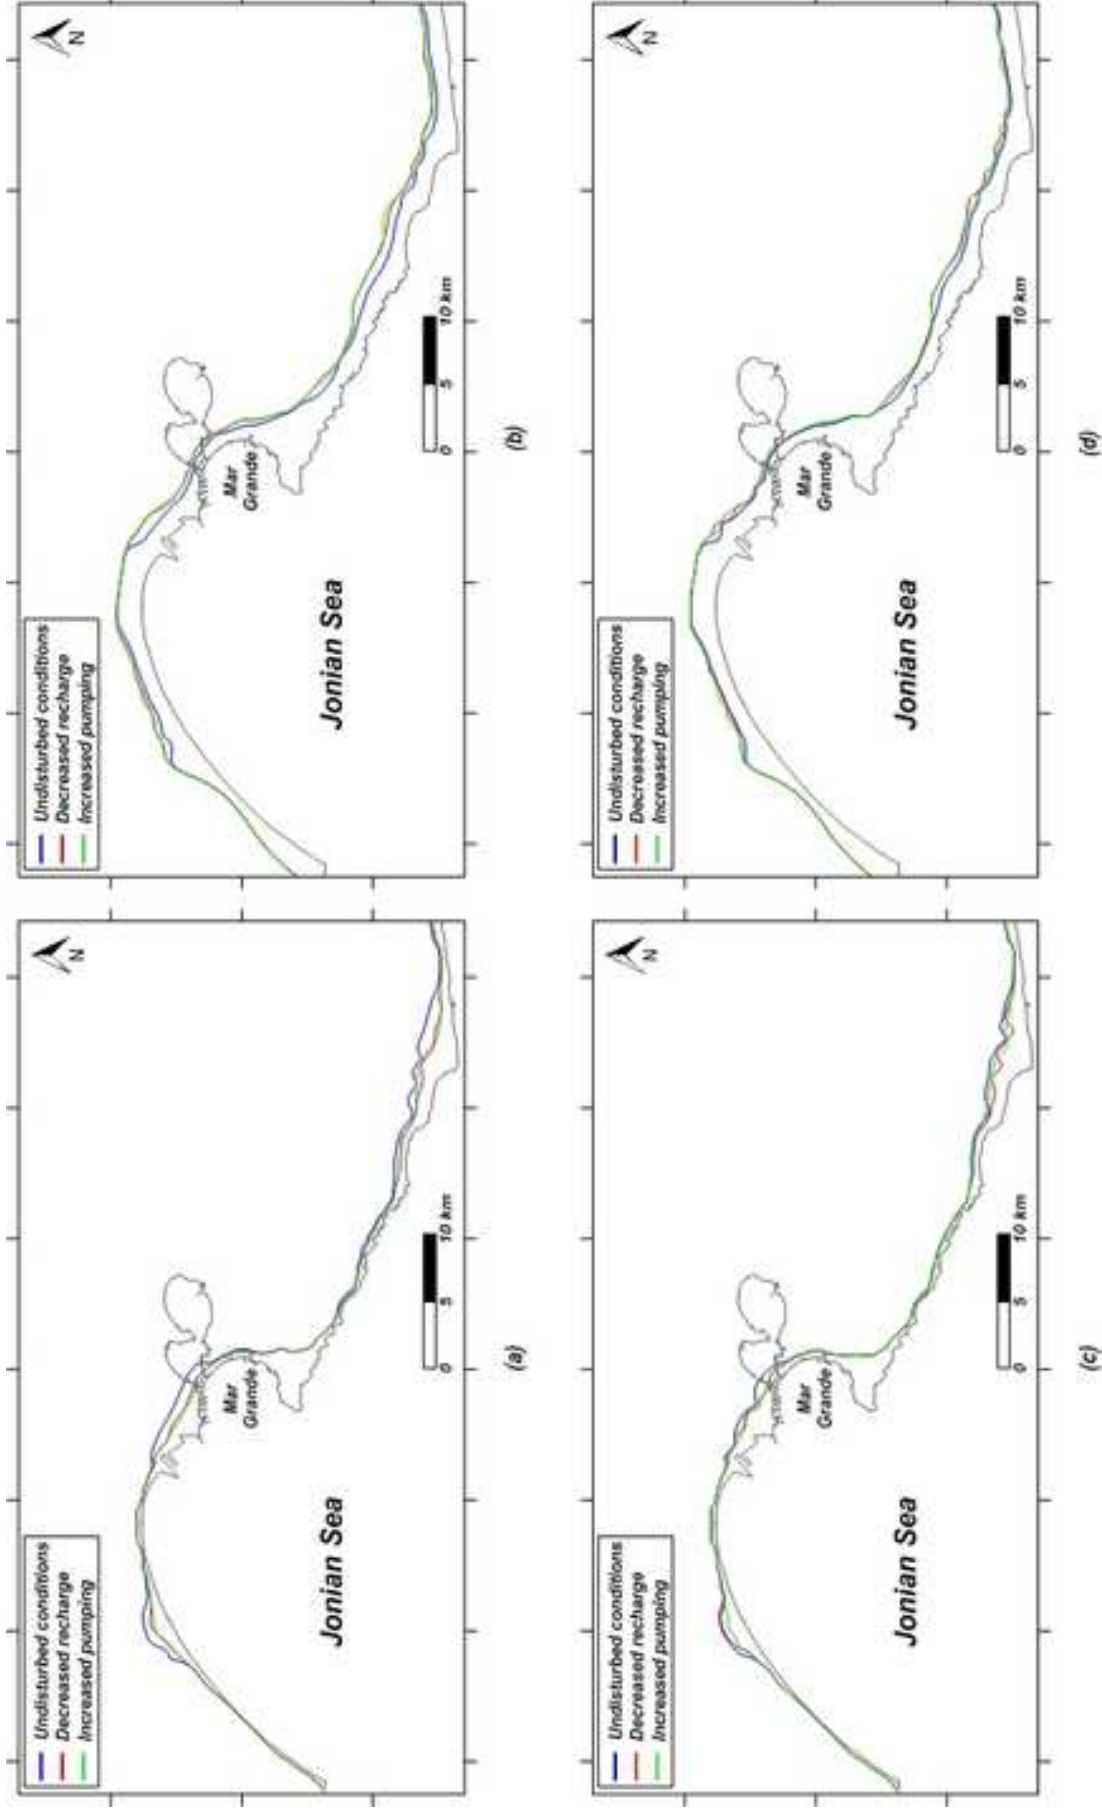 N
Undisturbed conditions
Decreased recharge
Increased pumping
Mar
Grande
Jonian Sea
0 5 10 km
(a)
N
Undisturbed conditions
Decreased recharge
Increased pumping
Mar
Grande
Jonian Sea
0 5 10 km
(b)
N
Undisturbed conditions
Decreased recharge
Increased pumping
Mar
Grande
Jonian Sea
0 5 10 km
(c)
N
Undisturbed conditions
Decreased recharge
Increased pumping
Mar
Grande
Jonian Sea
0 5 10 km
(d)